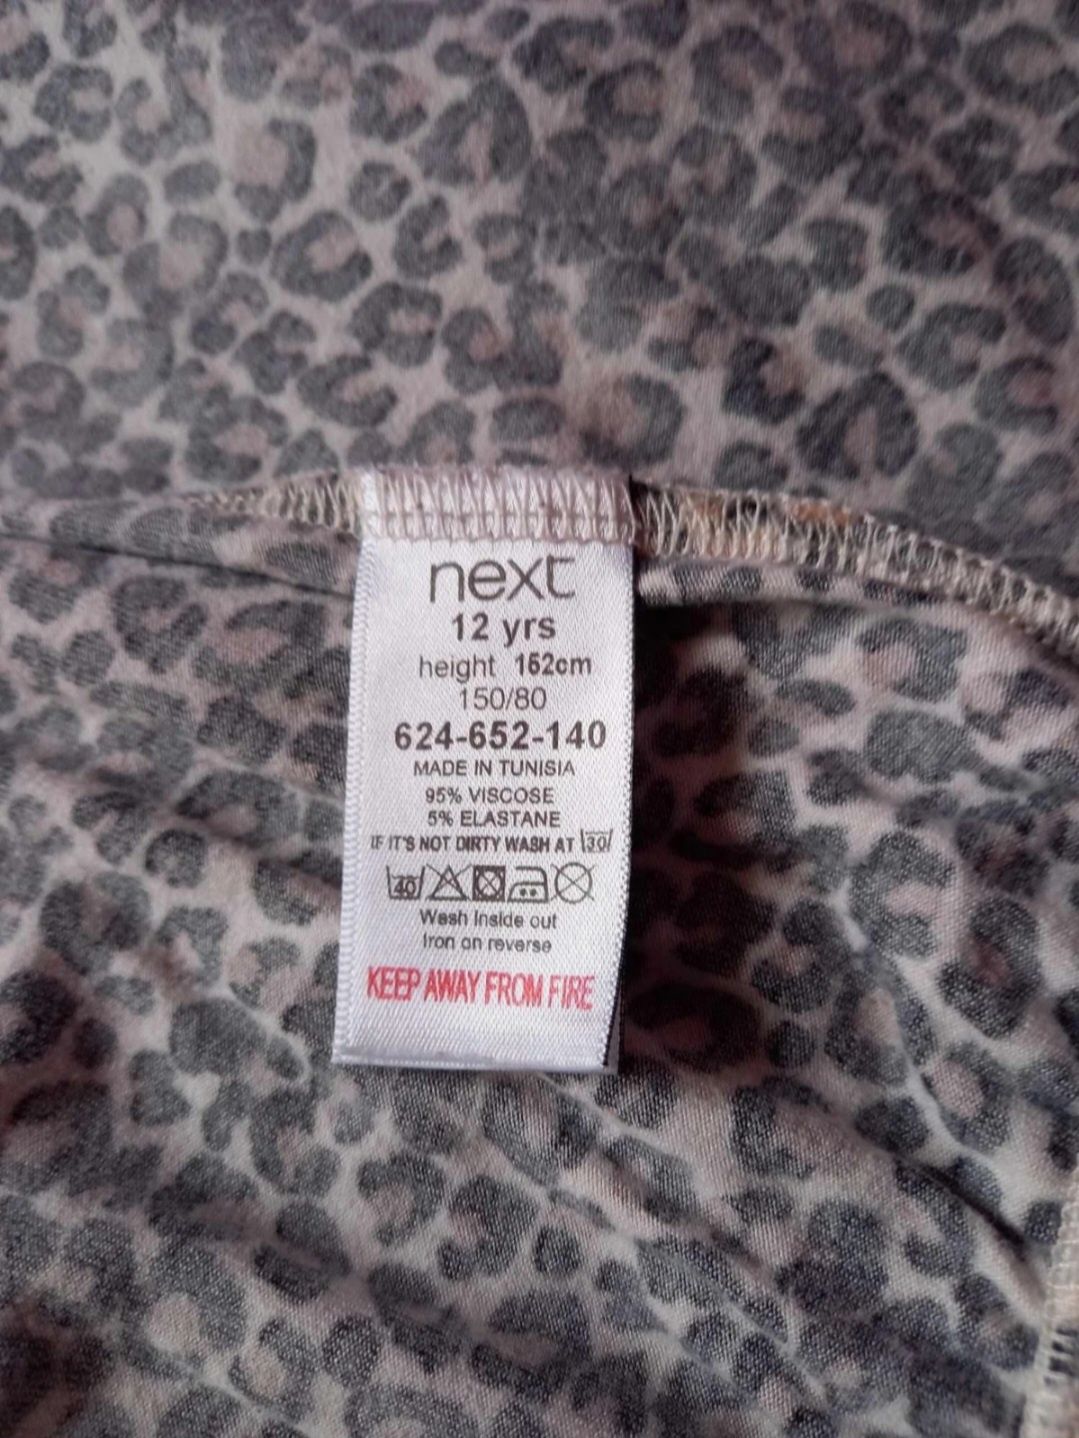 next
12 yrs
height 152cm
150/80
624-652-140
MADE IN TUNISIA
95% VISCOSE
5% ELASTANE
IF IT'S NOT DIRTY WASH AT 30
40
Wash inside out
Iron on reverse
KEEP AWAY FROM FIRE